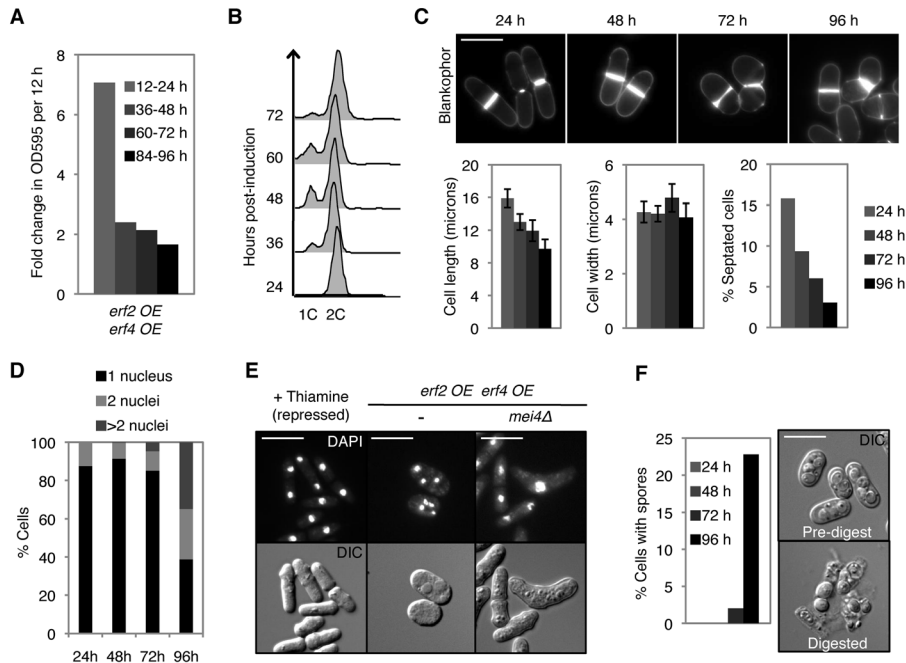 A
Fold change in OD595 per 12 h
8
6
4
2
0
12-24 h
36-48 h
60-72 h
84-96 h
erf2 OE
erf4 OE
B
Hours post-induction
72
60
48
36
24
1C 2C
C
24 h 48 h 72 h 96 h
Blankophor
Cell length (microns)
20
16
12
8
4
0
Cell width (microns)
6
4
2
0
% Septated cells
20
15
10
5
0
24 h
48 h
72 h
96 h
D
1 nucleus
2 nuclei
>2 nuclei
% Cells
100
80
60
40
20
0
24h 48h 72h 96h
E
+ Thiamine
(repressed)
erf2 OE erf4 OE
- mei4Δ
DAPI
DIC
F
% Cells with spores
25
20
15
10
5
0
24 h
48 h
72 h
96 h
DIC
Pre-digest
Digested